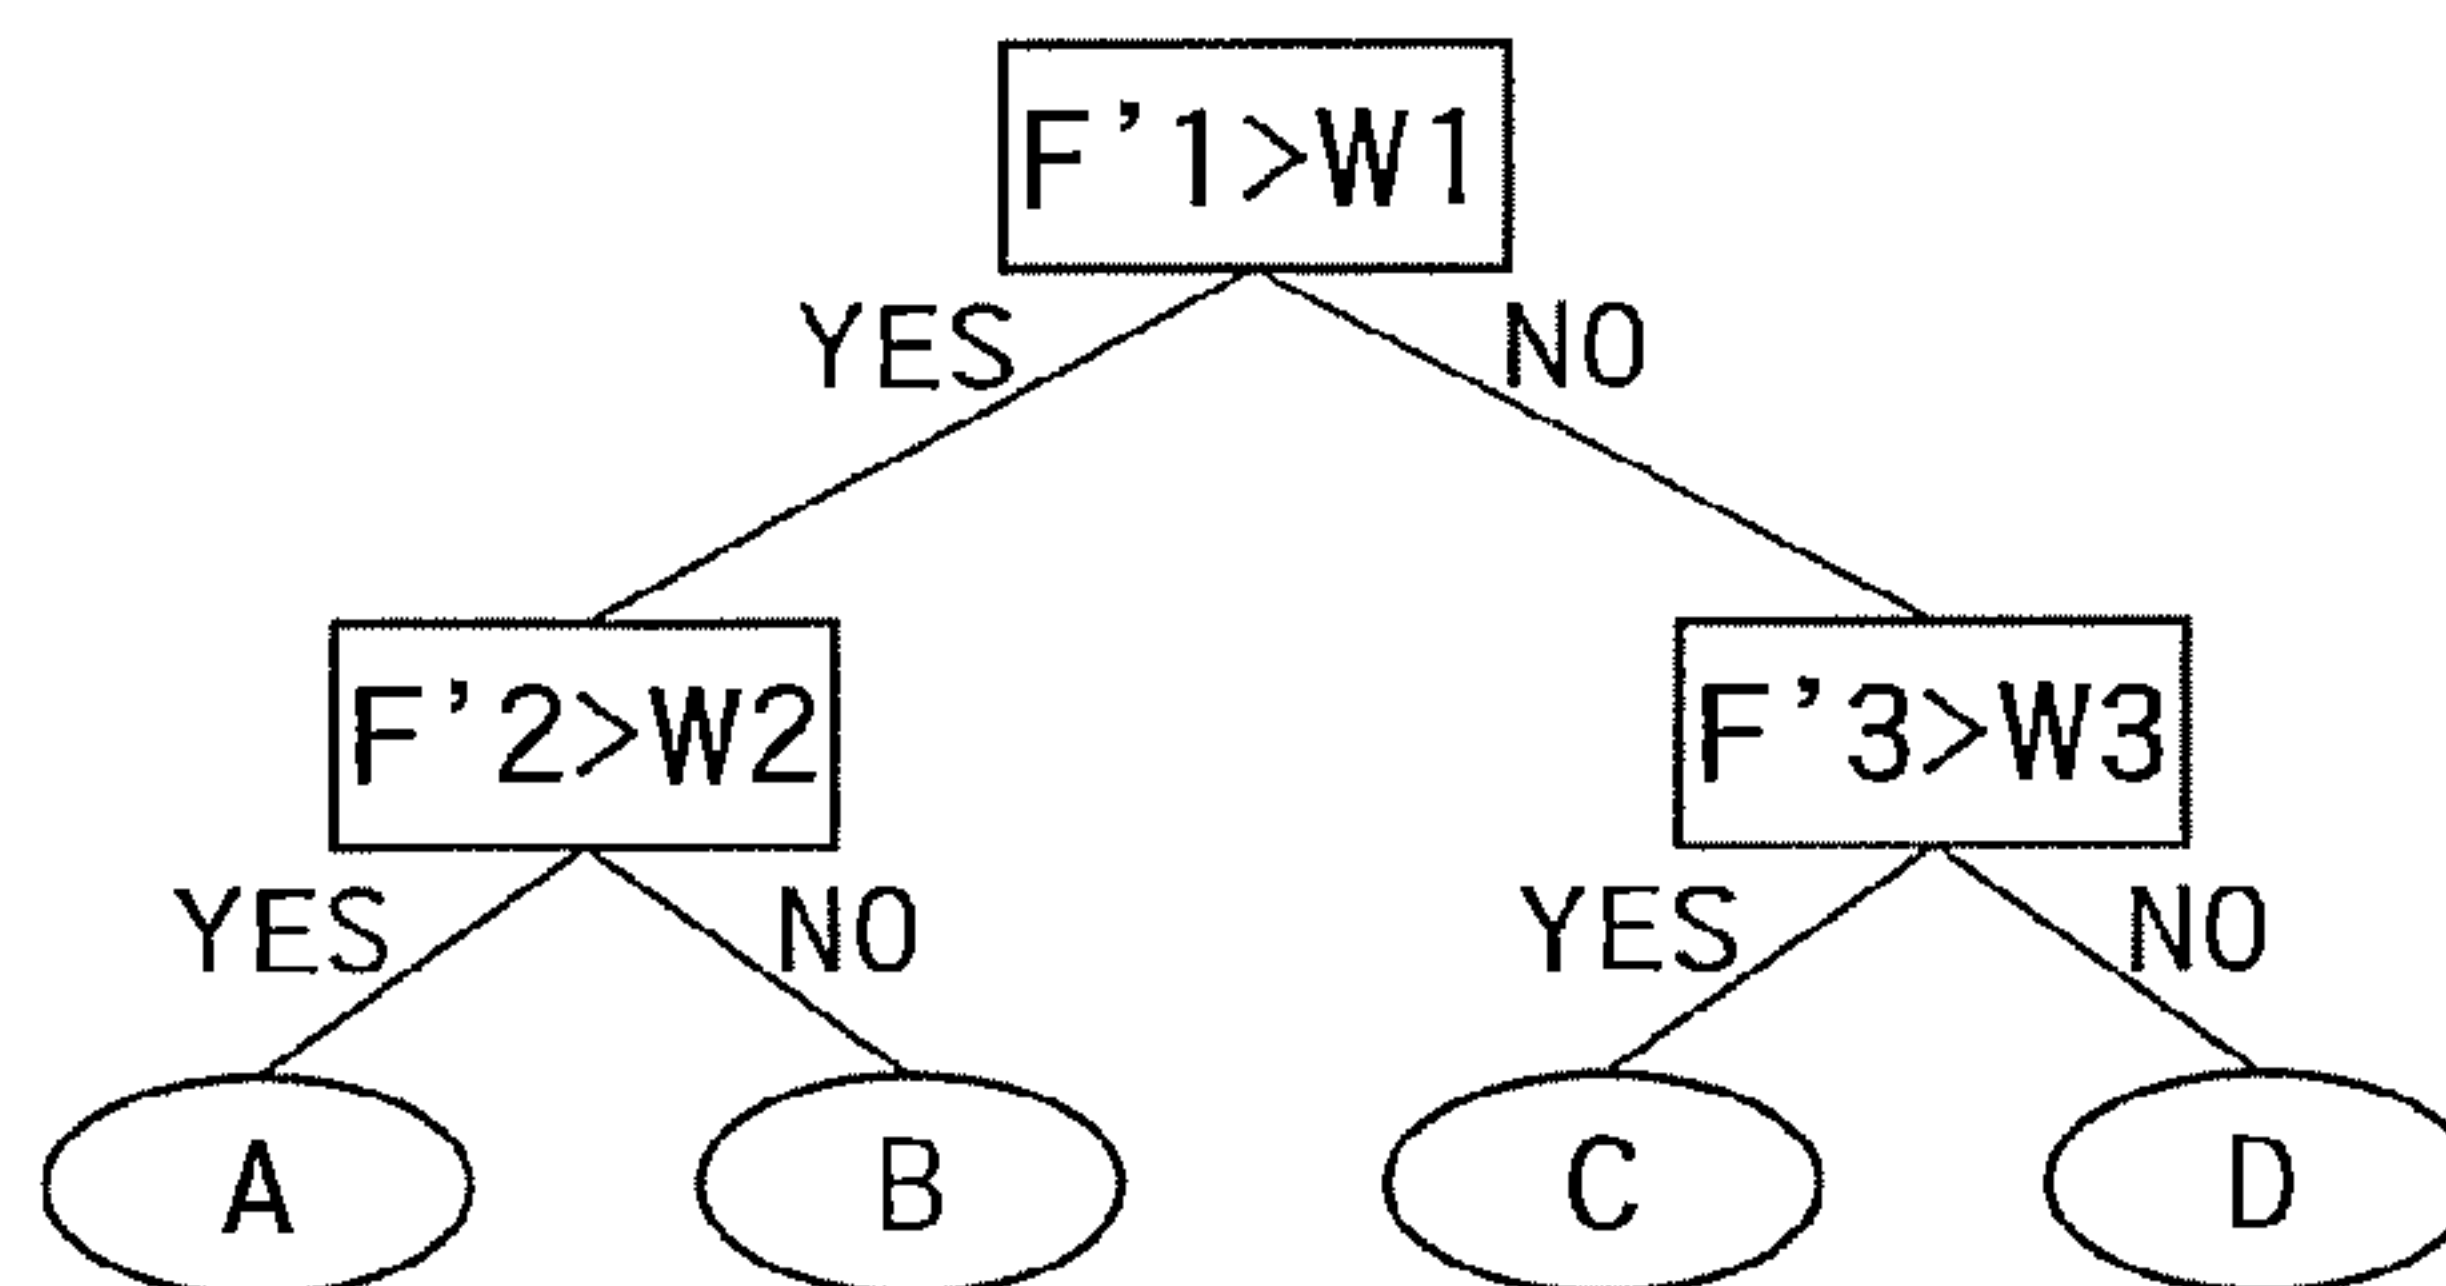 F'1>W1
YES NO
F'2>W2 F'3>W3
YES NO YES NO
A B C D